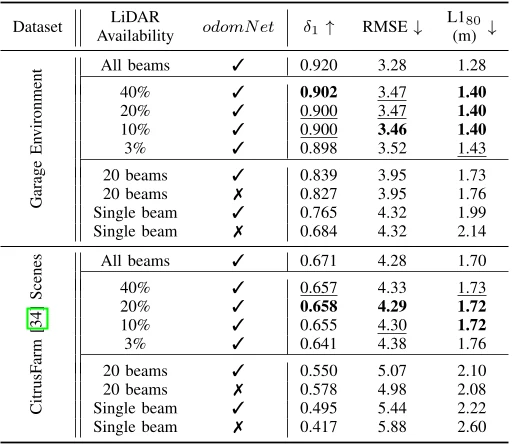 Dataset LiDAR Availability odomNet δ1 ↑ RMSE ↓ L180 (m) ↓
Garage Environment
All beams ✓ 0.920 3.28 1.28
40% ✓ 0.902 3.47 1.40
20% ✓ 0.900 3.47 1.40
10% ✓ 0.900 3.46 1.40
3% ✓ 0.898 3.52 1.43
20 beams ✓ 0.839 3.95 1.73
20 beams ✗ 0.827 3.95 1.76
Single beam ✓ 0.765 4.32 1.99
Single beam ✗ 0.684 4.32 2.14
CitrusFarm [34] Scenes
All beams ✓ 0.671 4.28 1.70
40% ✓ 0.657 4.33 1.73
20% ✓ 0.658 4.29 1.72
10% ✓ 0.655 4.30 1.72
3% ✓ 0.641 4.38 1.76
20 beams ✓ 0.550 5.07 2.10
20 beams ✗ 0.578 4.98 2.08
Single beam ✓ 0.495 5.44 2.22
Single beam ✗ 0.417 5.88 2.60